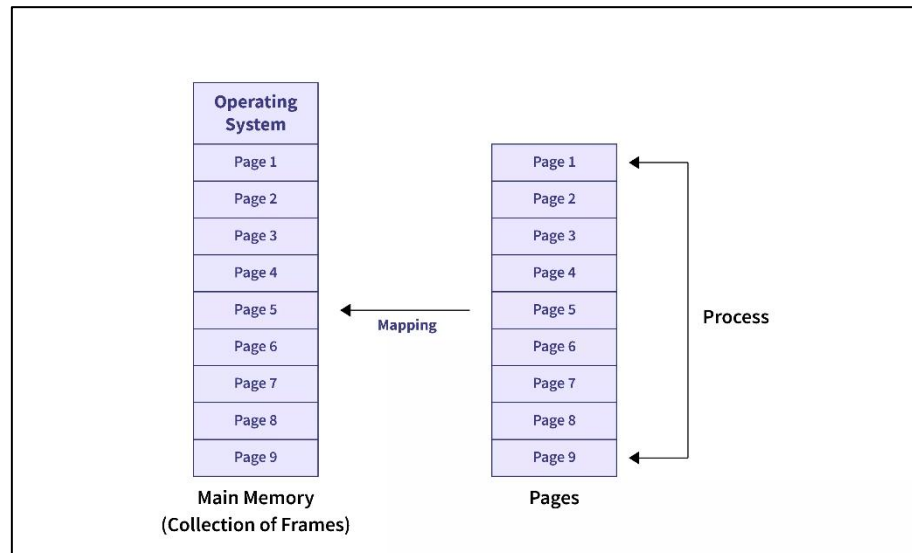 Operating
System
Page 1
Page 2
Page 3
Page 4
Page 5
Page 6
Page 7
Page 8
Page 9
Main Memory
(Collection of Frames)
Mapping
Page 1
Page 2
Page 3
Page 4
Page 5
Page 6
Page 7
Page 8
Page 9
Pages
Process